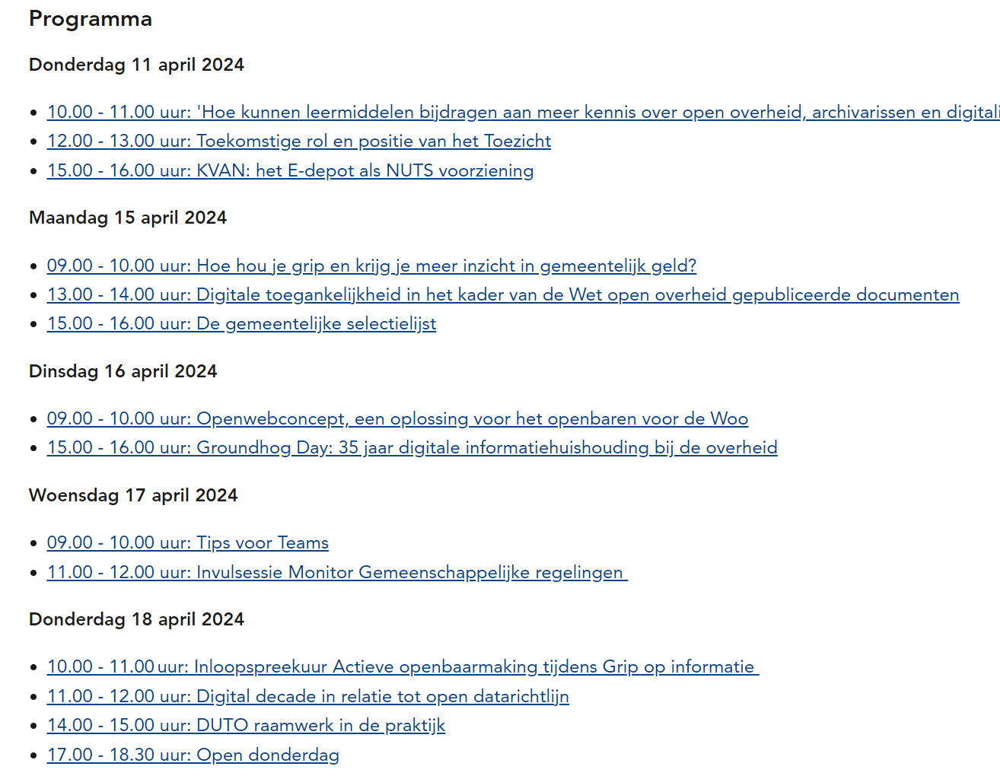 Programma
Donderdag 11 april 2024
10.00 - 11.00 uur: 'Hoe kunnen leermiddelen bijdragen aan meer kennis over open overheid, archivarissen en
12.00 - 13.00 uur: Toekomstige rol en positie van het Toezicht
15.00 - 16.00 uur: KVAN: het E-depot als NUTS voorziening
Maandag 15 april 2024
09.00 - 10.00 uur: Hoe hou je grip en krijg je meer inzicht in gemeentelijk geld?
13.00 - 14.00 uur: Digitale toegankelijkheid in het kader van de Wet open overheid gepubliceerde documenten
15.00 - 16.00 uur: De gemeentelijke selectielijst
Dinsdag 16 april 2024
09.00 - 10.00 uur: Openwebconcept, een oplossing voor het openbaren voor de Woo
15.00 - 16.00 uur: Groundhog Day: 35 jaar digitale informatiehuishouding bij de overheid
Woensdag 17 april 2024
09.00 - 10.00 uur: Tips voor Teams
11.00 - 12.00 uur: Invulsessie Monitor Gemeenschappelijke regelingen
Donderdag 18 april 2024
10.00 - 11.00 uur: Inloopspreekuur Actieve openbaarmaking tijdens Grip op informatie
11.00 - 12.00 uur: Digital decade in relatie tot open datarichtlijn
14.00 - 15.00 uur: DUTO raamwerk in de praktijk
17.00 - 18.30 uur: Open donderdag